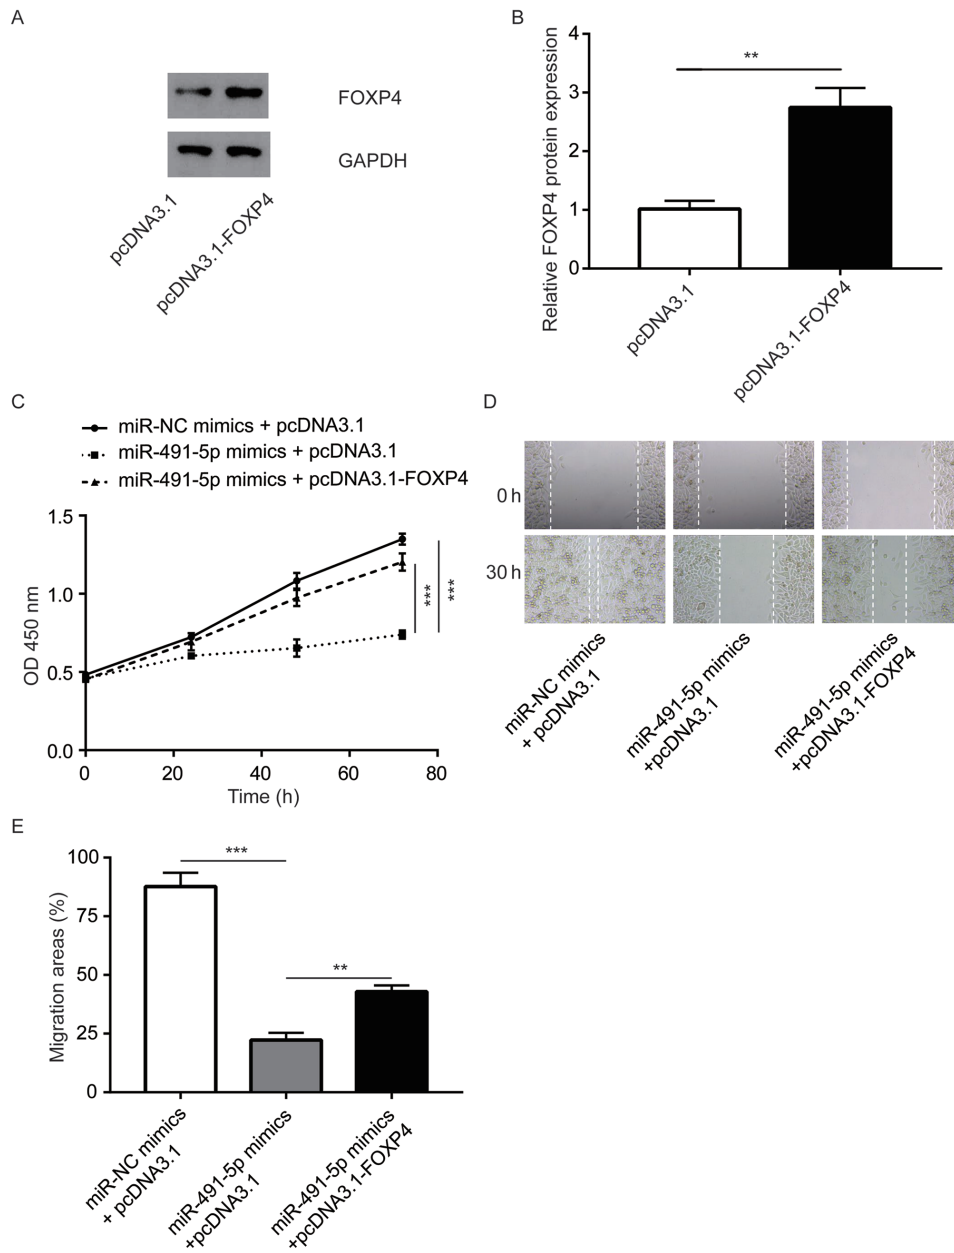 A
FOXP4
GAPDH
pcDNA3.1
pcDNA3.1-FOXP4
B
Relative FOXP4 protein expression
4
3
2
1
0
**
pcDNA3.1
pcDNA3.1-FOXP4
C
miR-NC mimics + pcDNA3.1
miR-491-5p mimics + pcDNA3.1
miR-491-5p mimics + pcDNA3.1-FOXP4
OD 450 nm
1.5
1.0
0.5
0.0
0
20
40
60
80
Time (h)
***
***
D
0 h
30 h
miR-NC mimics
+ pcDNA3.1
miR-491-5p mimics
+pcDNA3.1
miR-491-5p mimics
+pcDNA3.1-FOXP4
E
Migration areas (%)
100
75
50
25
0
***
**
miR-NC mimics
+ pcDNA3.1
miR-491-5p mimics
+pcDNA3.1
miR-491-5p mimics
+pcDNA3.1-FOXP4